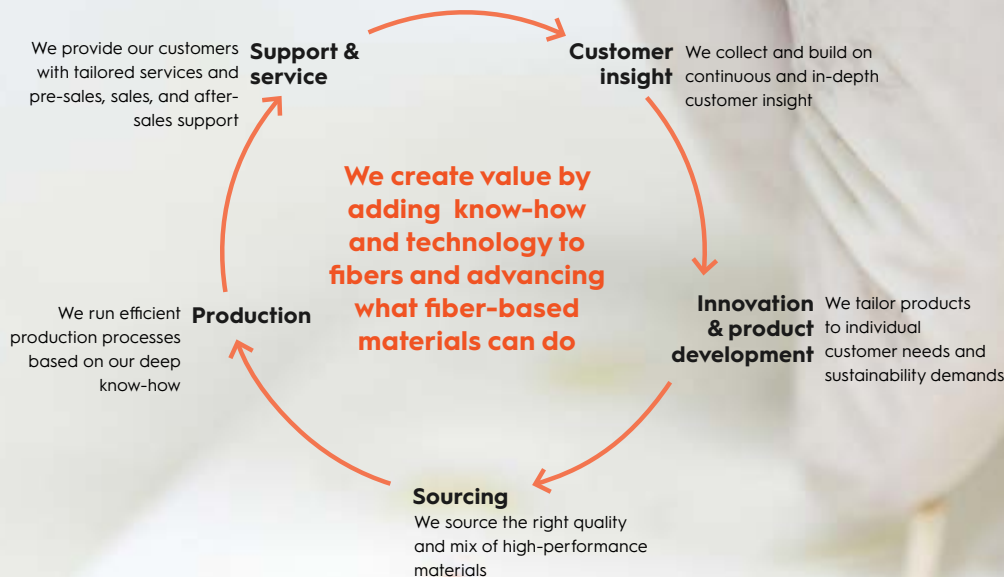 We provide our customers
with tailored services and
pre-sales, sales, and after-
sales support
Support &
service
Customer
insight
We collect and build on
continuous and in-depth
customer insight
We create value by
adding know-how
and technology to
fibers and advancing
what fiber-based
materials can do
Innovation
& product
development
We tailor products
to individual
customer needs and
sustainability demands
Sourcing
We source the right quality
and mix of high-performance
materials
We run efficient
production processes
based on our deep
know-how
Production